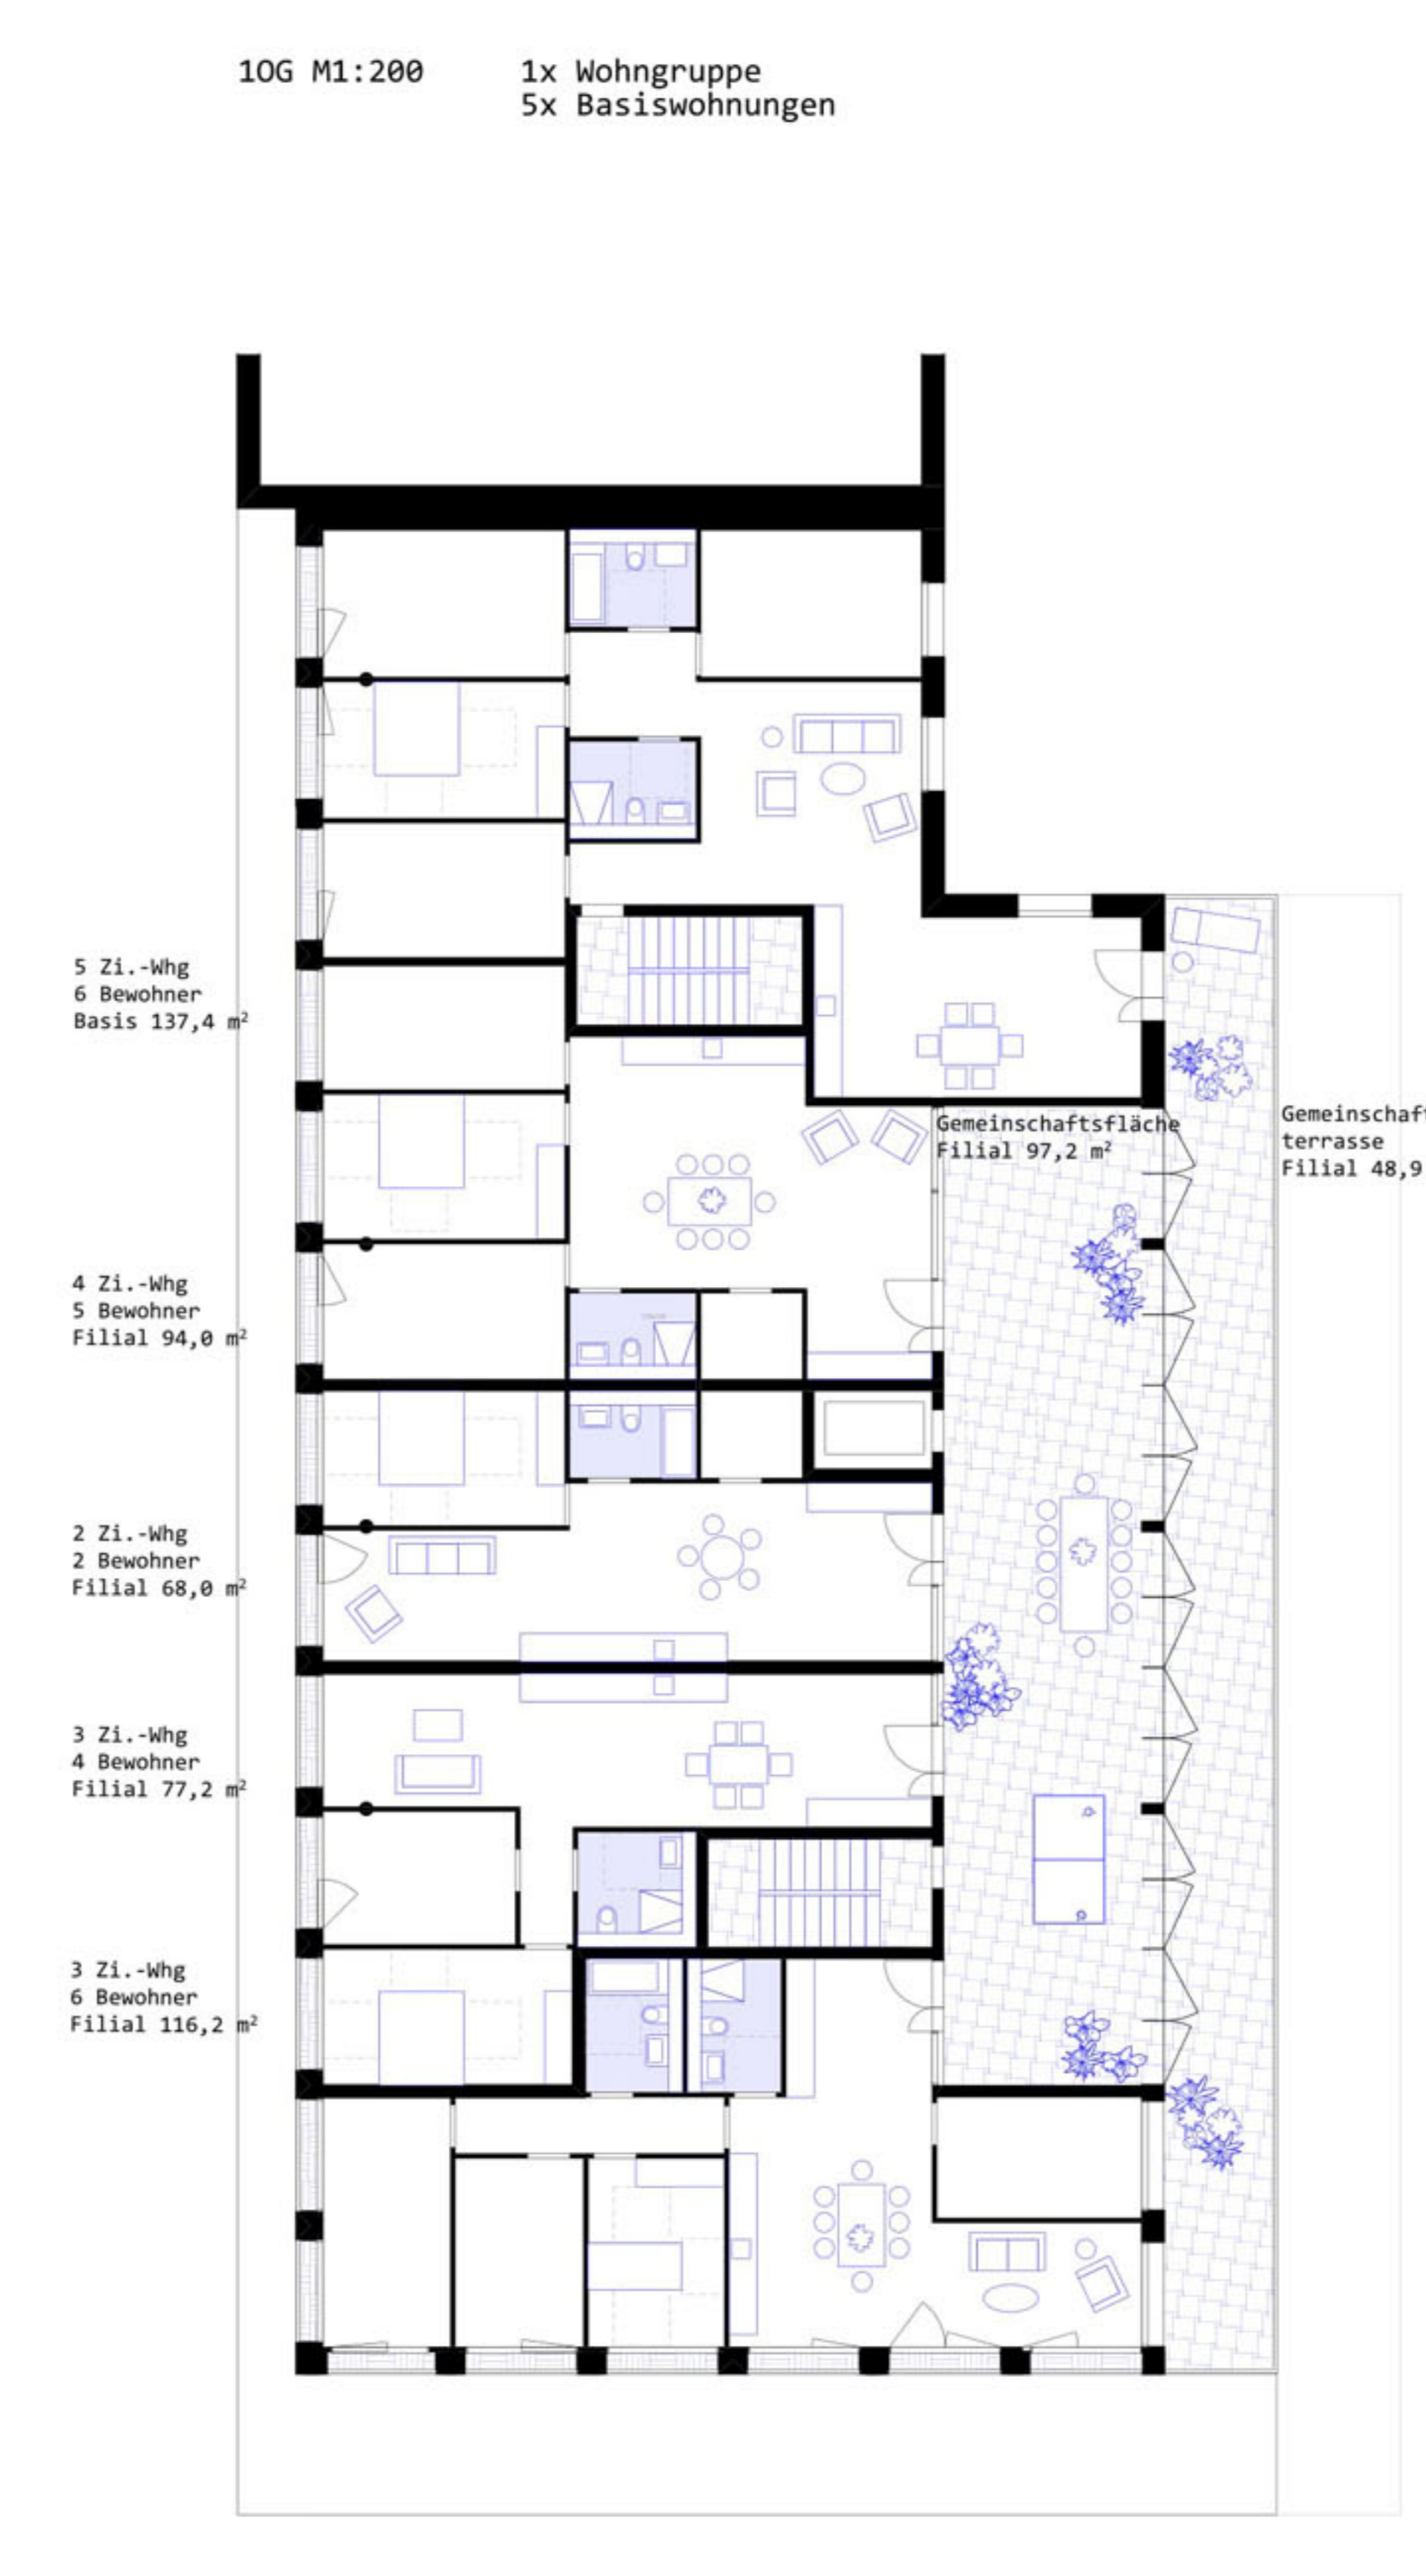 1OG M1:200
1x Wohngruppe
5x Basiswohnungen
5 Zi.-Whg
6 Bewohner
Basis 137,4 m²
Gemeinschaftsfläche
Filial 97,2 m²
Gemeinschaf
terrasse
Filial 48,9
4 Zi.-Whg
5 Bewohner
Filial 94,0 m²
2 Zi.-Whg
2 Bewohner
Filial 68,0 m²
3 Zi.-Whg
4 Bewohner
Filial 77,2 m²
3 Zi.-Whg
6 Bewohner
Filial 116,2 m²